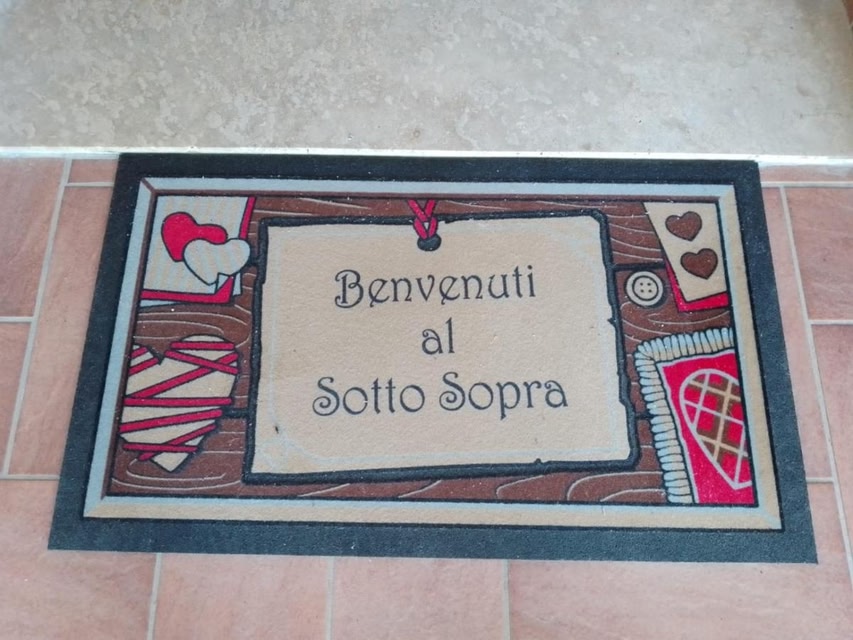 Benvenuti
al
Sotto Sopra